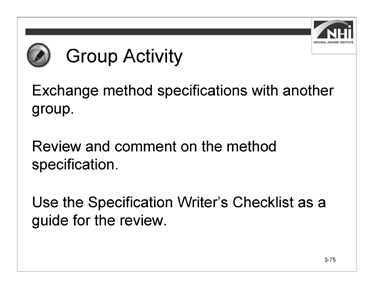 NHI
NATIONAL HIGHWAY INSTITUTE
Group Activity
Exchange method specifications with another
group.
Review and comment on the method
specification.
Use the Specification Writer's Checklist as a
guide for the review.
3-75